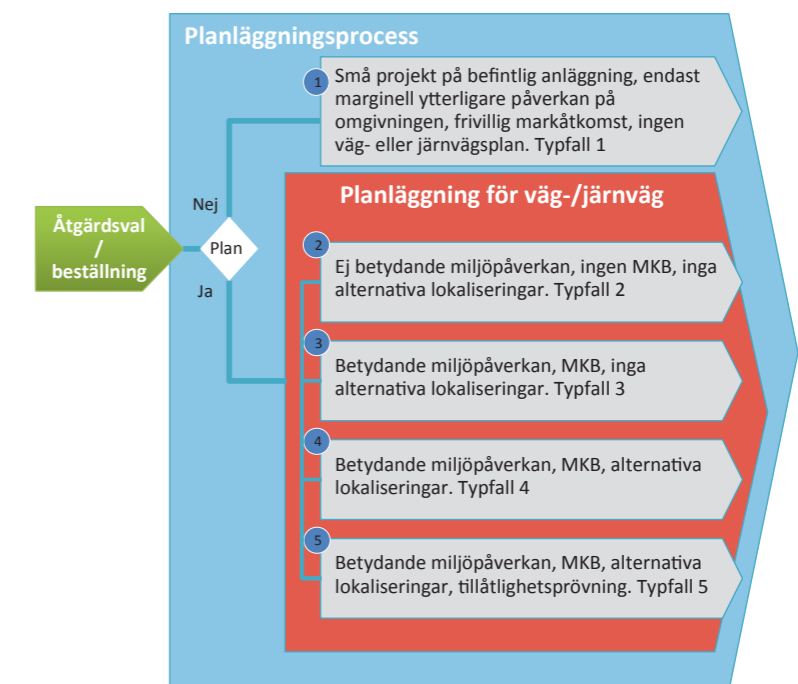 Planläggningsprocess
1
Små projekt på befintlig anläggning, endast
marginell ytterligare påverkan på
omgivningen, frivillig markåtkomst, ingen
väg- eller järnvägsplan. Typfall 1
Åtgärdsval
/
beställning
Nej
Plan
Ja
Planläggning för väg-/järnväg
2
Ej betydande miljöpåverkan, ingen MKB, inga
alternativa lokaliseringar. Typfall 2
3
Betydande miljöpåverkan, MKB, inga
alternativa lokaliseringar. Typfall 3
4
Betydande miljöpåverkan, MKB, alternativa
lokaliseringar. Typfall 4
5
Betydande miljöpåverkan, MKB, alternativa
lokaliseringar, tillåtlighetsprövning. Typfall 5